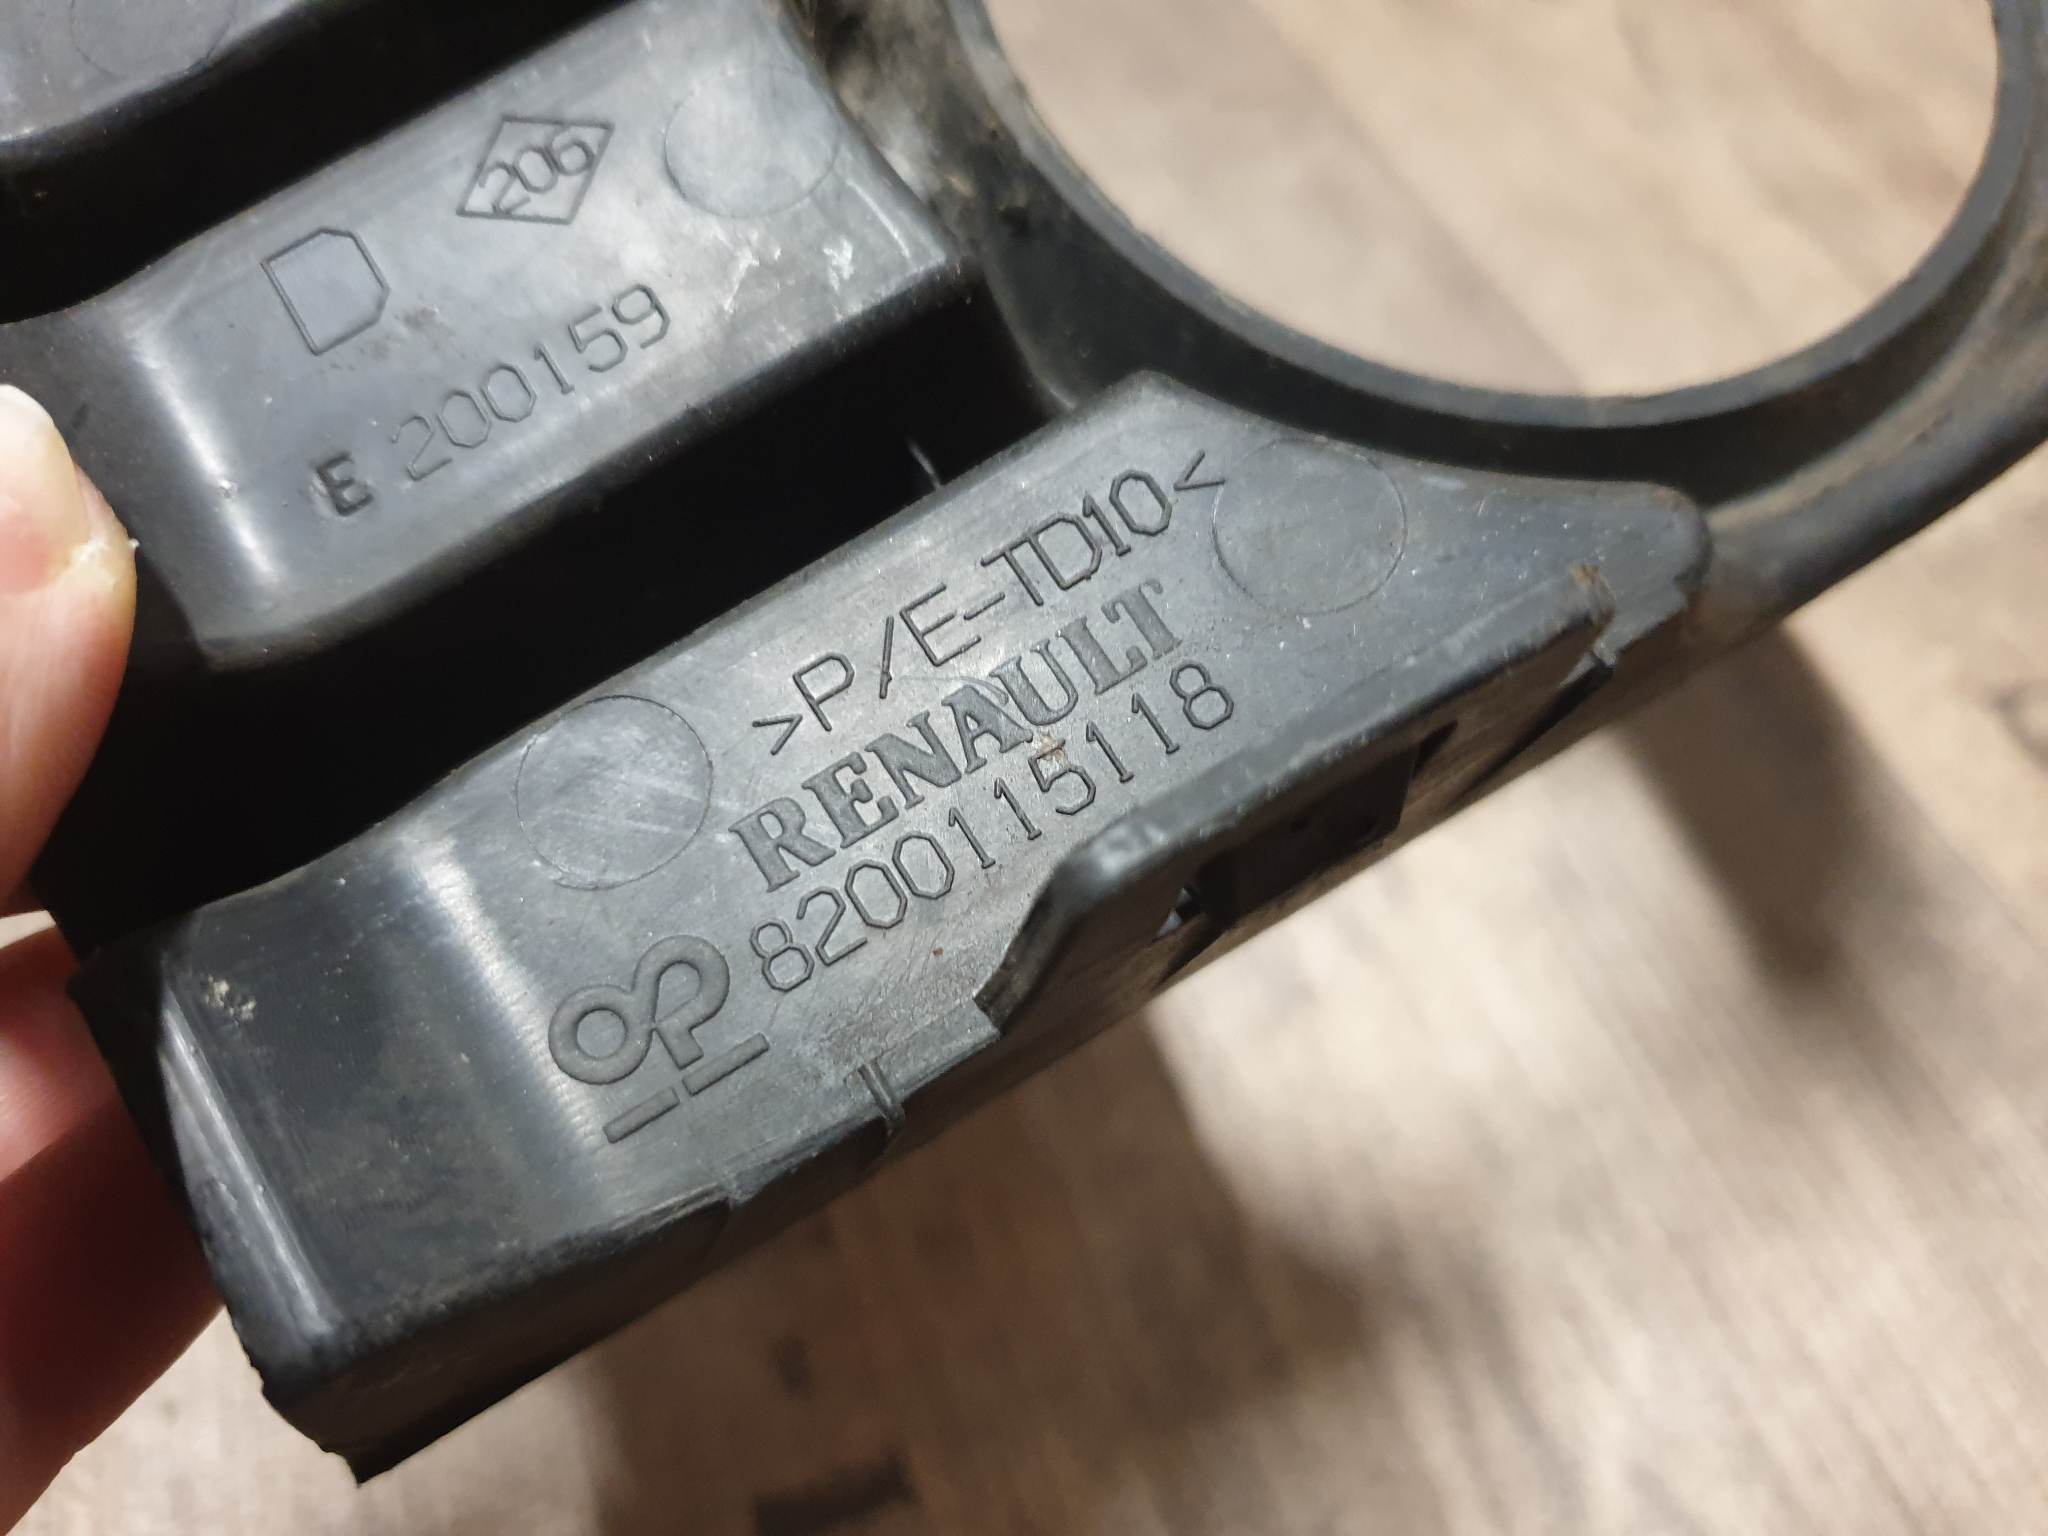 206
D
E 200159
>P/E-TD10<
RENAULT
8200115118